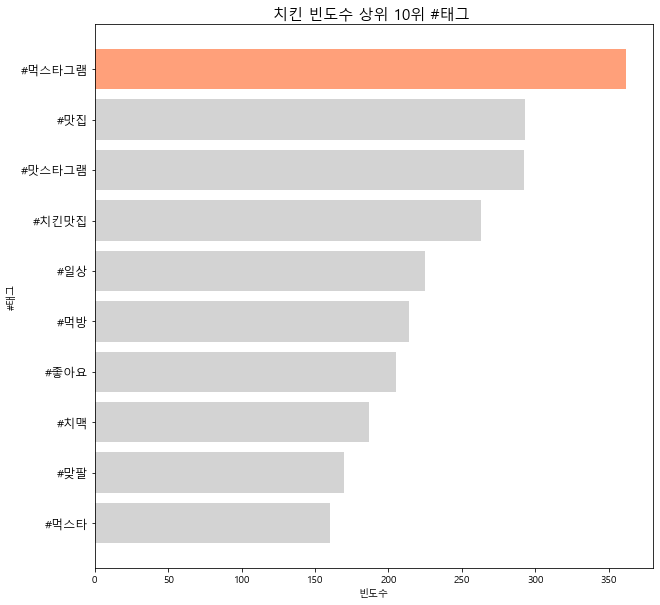 치킨 빈도수 상위 10위 #태그
#태그
#먹스타그램
#맛집
#맛스타그램
#치킨맛집
#일상
#먹방
#좋아요
#치맥
#맞팔
#먹스타
0 50 100 150 200 250 300 350
빈도수